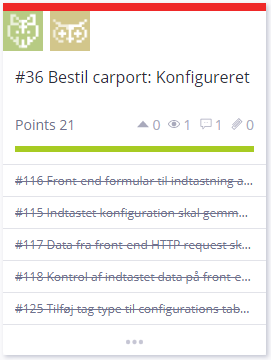 #36 Bestil carport: Konfigureret
Points 21 0 1 1 0
#116 Front end formular til indtastning a...
#115 Indtastet konfiguration skal gemm...
#117 Data fra front end HTTP request sk...
#118 Kontrol af indtastet data på front e...
#125 Tilføj tag type til configurations tab...